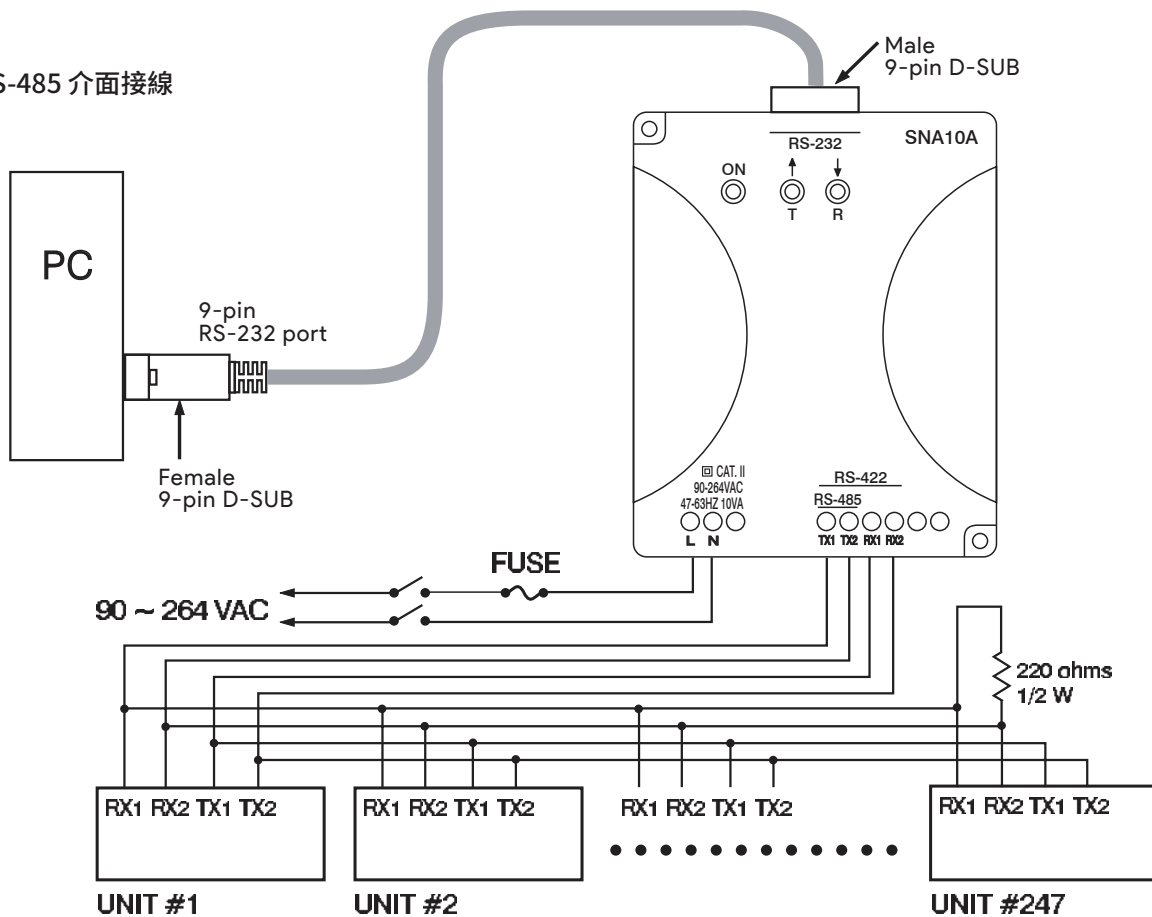 S-485 介面接線
Male
9-pin D-SUB
RS-232
SNA10A
ON
T
R
PC
9-pin
RS-232 port
Female
9-pin D-SUB
CAT. II
90-264VAC
47-63HZ 10VA
L N
RS-422
RS-485
TX1 TX2 RX1 RX2
FUSE
90 ~ 264 VAC
220 ohms
1/2 W
RX1 RX2 TX1 TX2
RX1 RX2 TX1 TX2
RX1 RX2 TX1 TX2
RX1 RX2 TX1 TX2
UNIT #1
UNIT #2
UNIT #247